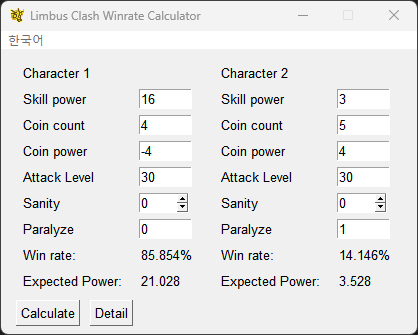 Limbus Clash Winrate Calculator
한국어
Character 1 Character 2
Skill power 16 Skill power 3
Coin count 4 Coin count 5
Coin power -4 Coin power 4
Attack Level 30 Attack Level 30
Sanity 0 Sanity 0
Paralyze 0 Paralyze 1
Win rate: 85.854% Win rate: 14.146%
Expected Power: 21.028 Expected Power: 3.528
Calculate Detail